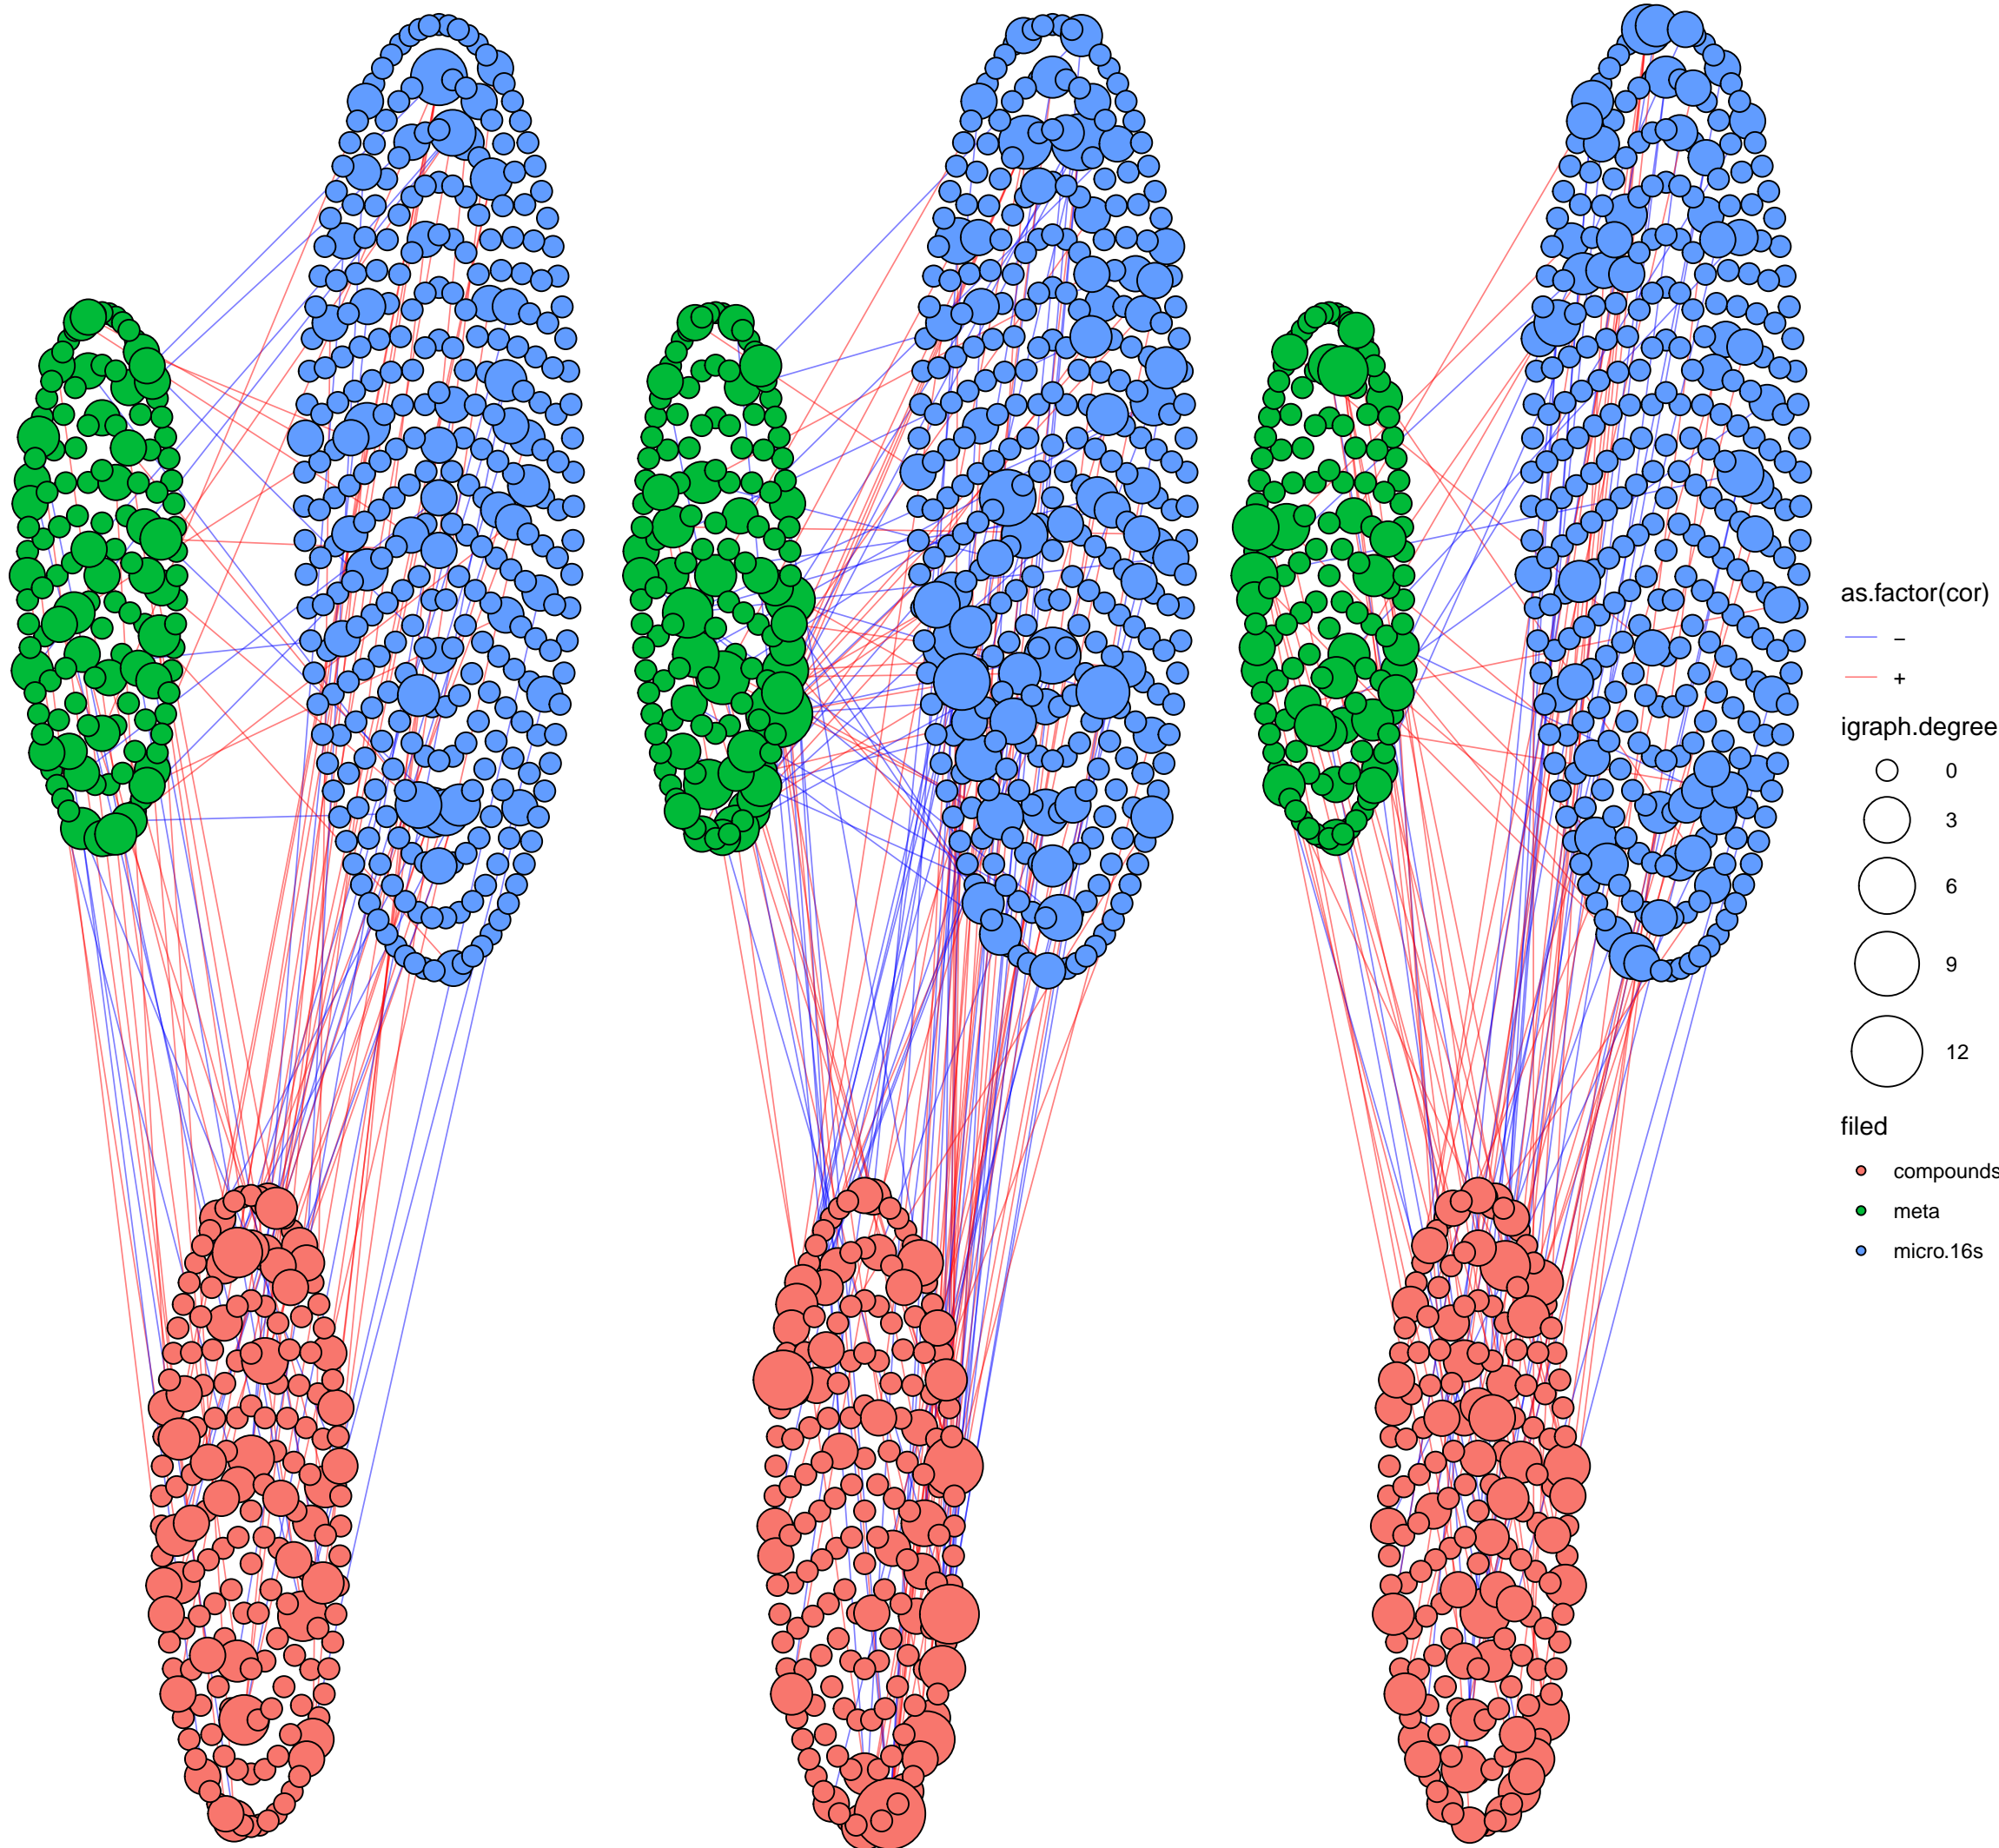 as.factor(cor)
−
+
igraph.degree
0
3
6
9
12
filed
compounds
meta
micro.16s